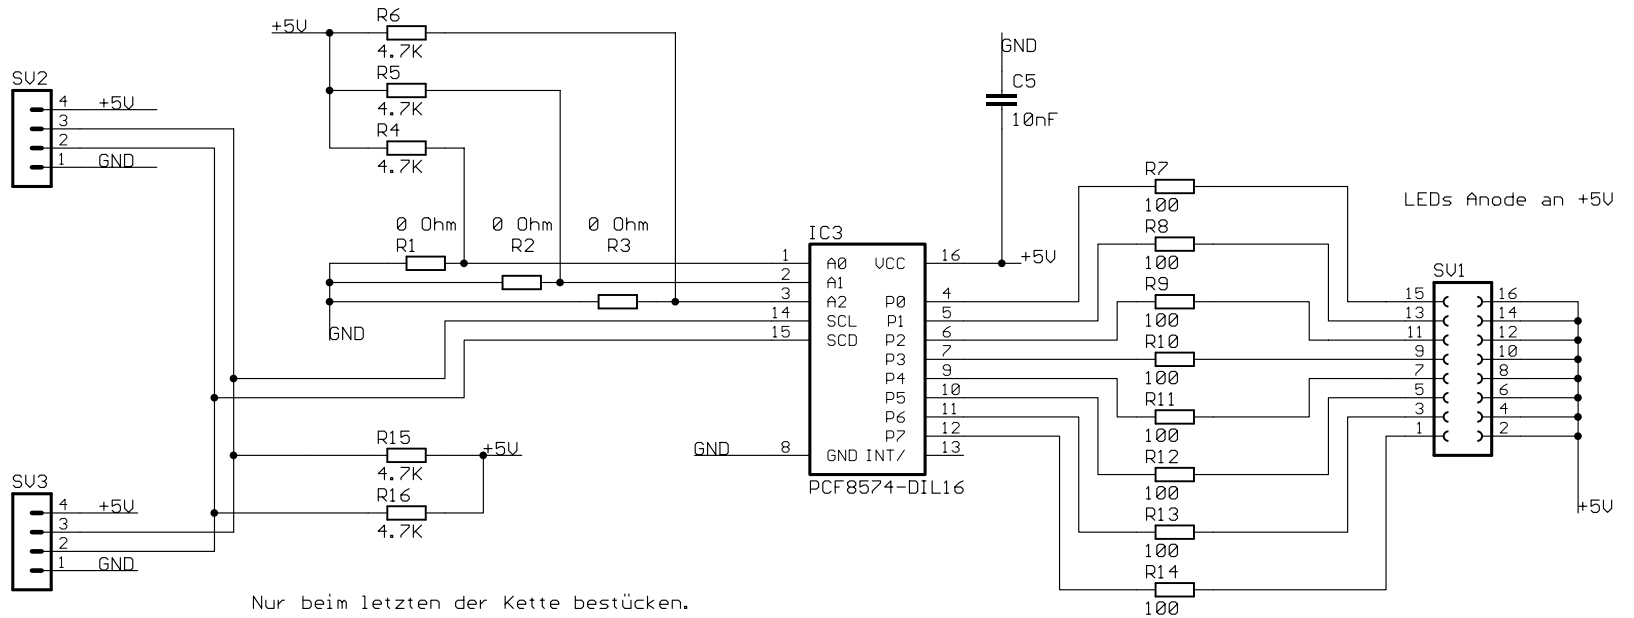 +5V
R6
4.7K
R5
4.7K
R4
4.7K
SV2
4 +5V
3
2
1 GND
0 Ohm
R1
0 Ohm
R2
0 Ohm
R3
GND
GND
C5
10nF
IC3
1 A0
2 A1
3 A2
14 SCL
15 SCD
8 GND
GND
VCC 16
+5V
P0 4
P1 5
P2 6
P3 7
P4 9
P5 10
P6 11
P7 12
INT/ 13
PCF8574-DIL16
R7
100
R8
100
R9
100
R10
100
R11
100
R12
100
R13
100
R14
100
LEDs Anode an +5V
SV1
15 16
13 14
11 12
9 10
7 8
5 6
3 4
1 2
+5V
R15
4.7K
+5V
R16
4.7K
SV3
4 +5V
3
2
1 GND
Nur beim letzten der Kette bestücken.